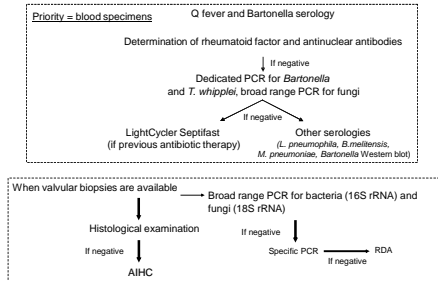 Priority = blood specimens
Q fever and Bartonella serology
Determination of rheumatoid factor and antinuclear antibodies
If negative
Dedicated PCR for Bartonella
and T. whipplei, broad range PCR for fungi
If negative
LightCycler Septifast
(if previous antibiotic therapy)
Other serologies
(L. pneumophila, B.melitensis,
M. pneumoniae, Bartonella Western blot)
When valvular biopsies are available
Broad range PCR for bacteria (16S rRNA) and
fungi (18S rRNA)
Histological examination
If negative
AIHC
If negative
Specific PCR
If negative
RDA